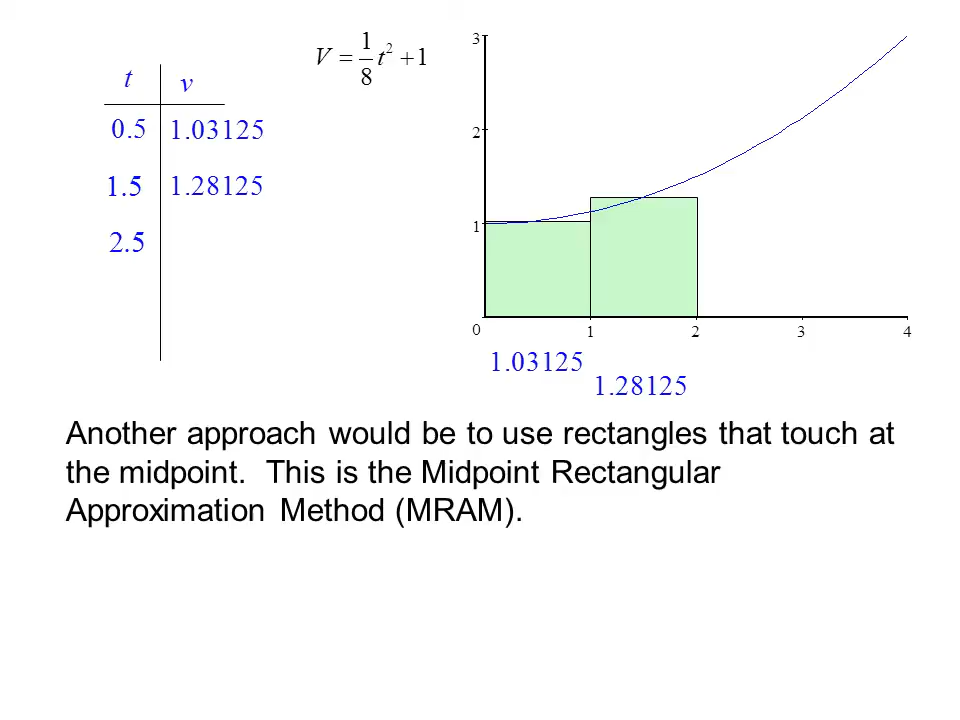 V = 1/8 t² + 1
t v
0.5 1.03125
1.5 1.28125
2.5
3
2
1
0 1 2 3 4
1.03125
1.28125
Another approach would be to use rectangles that touch at
the midpoint. This is the Midpoint Rectangular
Approximation Method (MRAM).